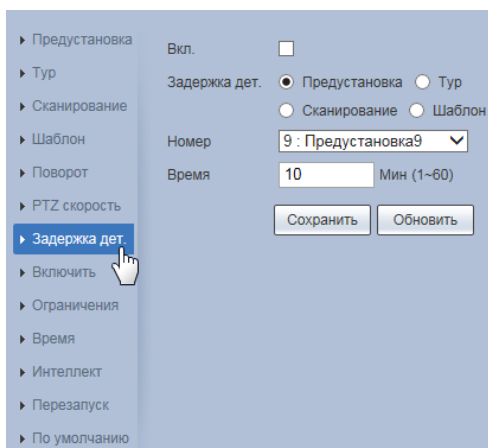 Предустановка
Тур
Сканирование
Шаблон
Поворот
PTZ скорость
Задержка дет.
Включить
Ограничения
Время
Интеллект
Перезапуск
По умолчанию
Вкл.
Задержка дет. Предустановка Тур
Сканирование Шаблон
Номер 9 : Предустановка9
Время 10 Мин (1~60)
Сохранить Обновить